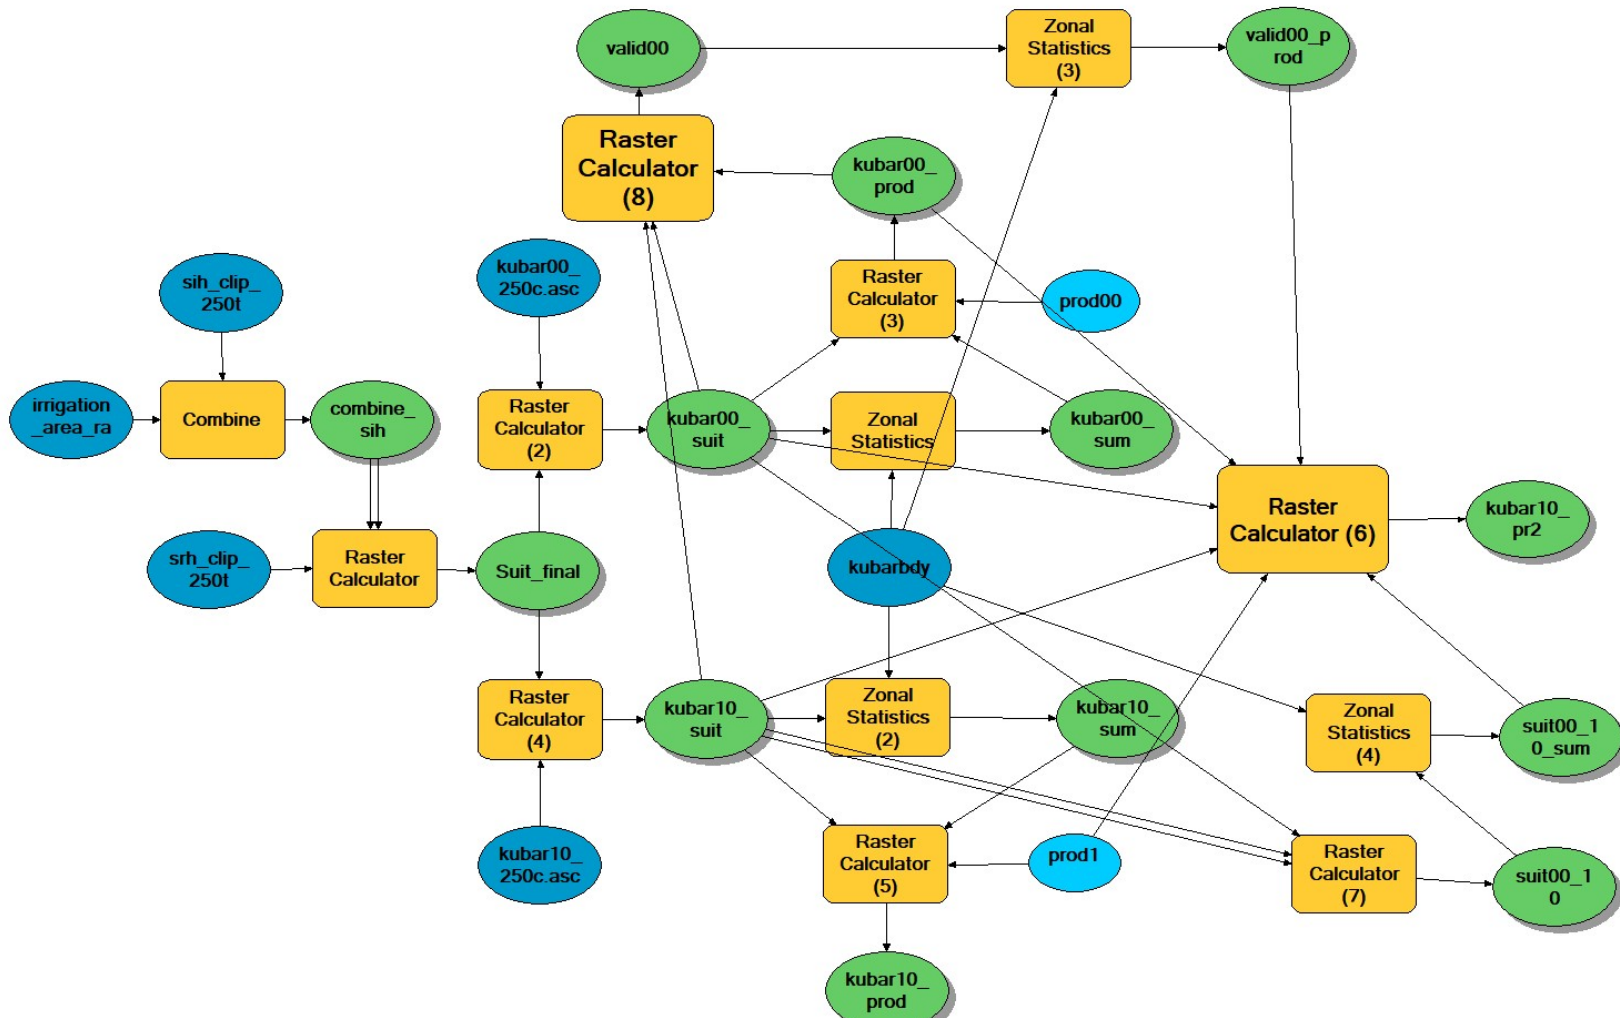 valid00
Zonal
Statistics
(3)
valid00_p
rod
Raster
Calculator
(8)
kubar00_
prod
sih_clip_
250t
kubar00_
250c.asc
Raster
Calculator
(3)
prod00
irrigation
_area_ra
Combine
combine_
sih
Raster
Calculator
(2)
kubar00_
suit
Zonal
Statistics
kubar00_
sum
Raster
Calculator (6)
kubar10_
pr2
srh_clip_
250t
Raster
Calculator
Suit_final
kubarbdy
Raster
Calculator
(4)
kubar10_
suit
Zonal
Statistics
(2)
kubar10_
sum
Zonal
Statistics
(4)
suit00_1
0_sum
kubar10_
250c.asc
Raster
Calculator
(5)
prod1
Raster
Calculator
(7)
suit00_1
0
kubar10_
prod